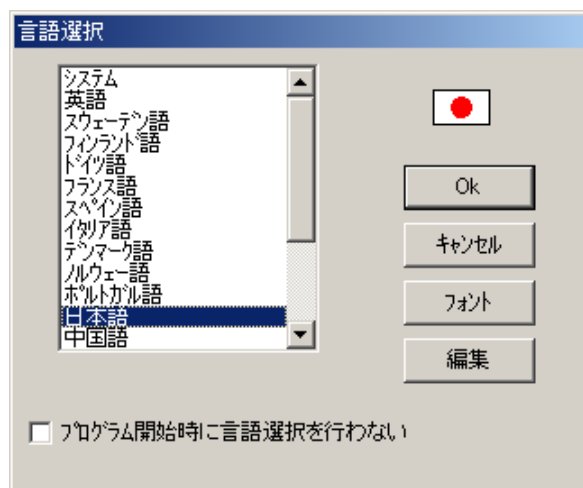 言語選択
システム
英語
スウェーデン語
フィンランド語
ドイツ語
フランス語
スペイン語
イタリア語
デンマーク語
ノルウェー語
ポルトガル語
日本語
中国語
Ok
キャンセル
フォント
編集
プログラム開始時に言語選択を行わない